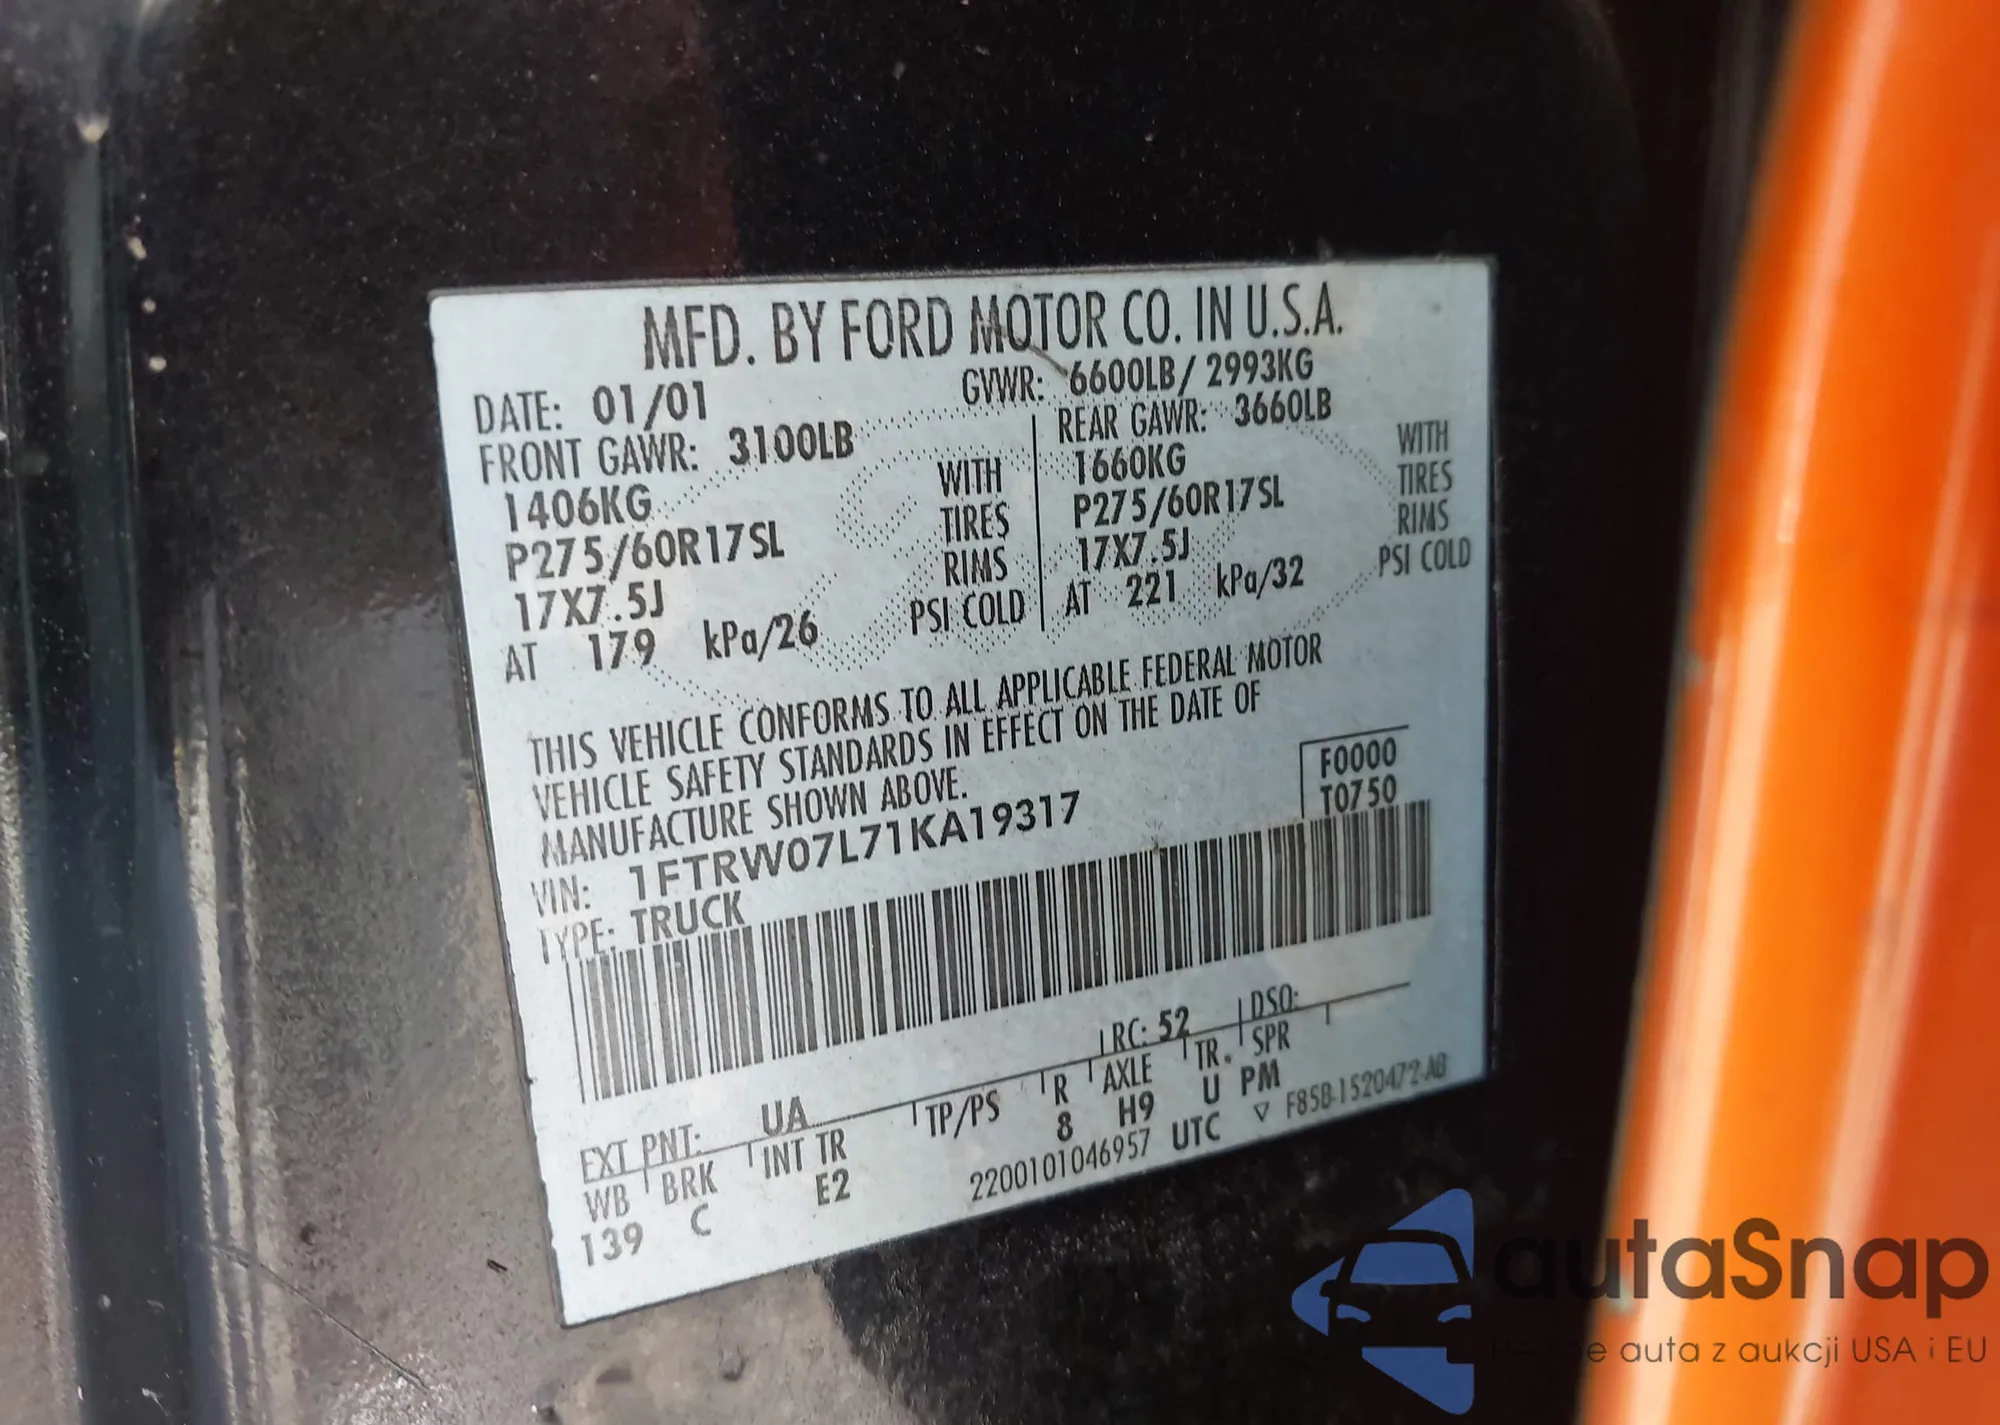 MFD. BY FORD MOTOR CO. IN U.S.A.
DATE: 01/01 GVWR: 6600LB/ 2993KG
FRONT GAWR: 3100LB REAR GAWR: 3660LB
1406KG WITH 1660KG WITH
P275/60R17SL TIRES P275/60R17SL TIRES
17X7.5J RIMS 17X7.5J RIMS
AT 179 kPa/26 PSI COLD AT 221 kPa/32 PSI COLD
THIS VEHICLE CONFORMS TO ALL APPLICABLE FEDERAL MOTOR
VEHICLE SAFETY STANDARDS IN EFFECT ON THE DATE OF
MANUFACTURE SHOWN ABOVE.
F0000
T0750
VIN: 1FTRW07L71KA19317
TYPE: TRUCK
EXT PNT: UA RC: 52 DSO:
WB BRK INT TR TP/PS R AXLE TR. SPR
139 C E2 8 H9 U PM
2200101046957 UTC ▽ F85B-1520472-AB
autaSnap
auta z aukcji USA i EU